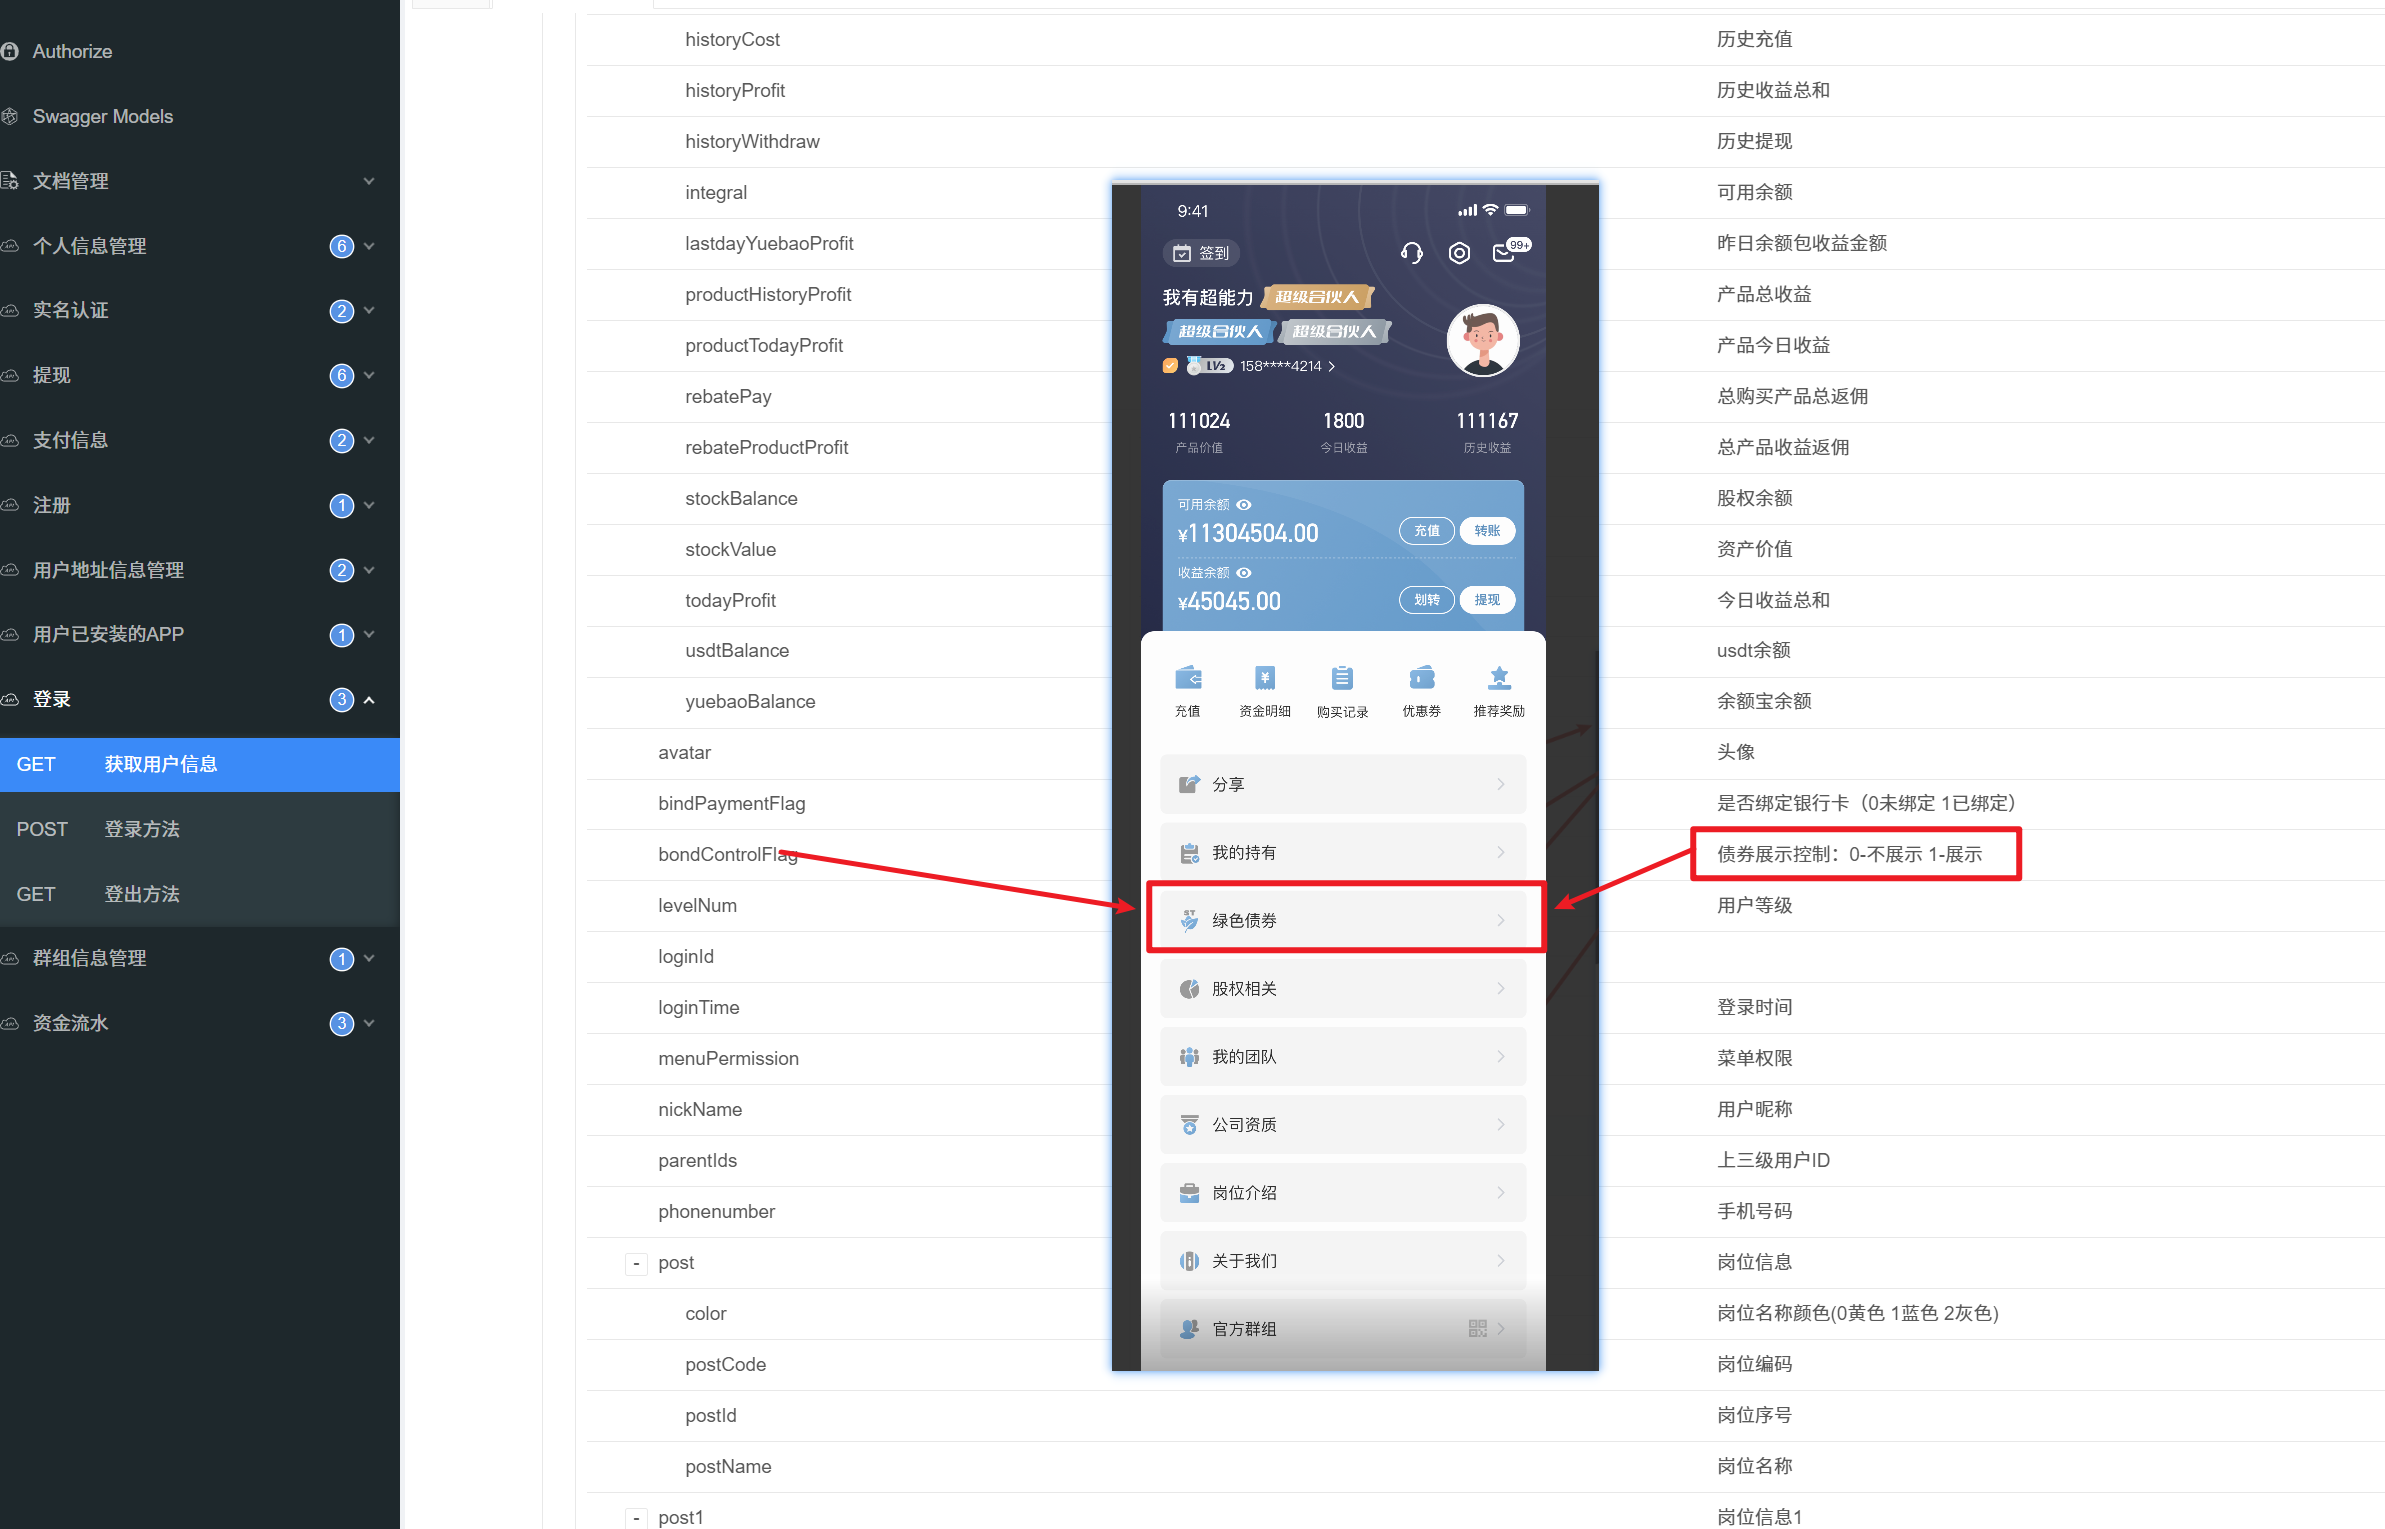 Authorize
Swagger Models
文档管理
个人信息管理 6
实名认证 2
提现 6
支付信息 2
注册 1
用户地址信息管理 2
用户已安装的APP 1
登录 3
GET 获取用户信息
POST 登录方法
GET 登出方法
群组信息管理 1
资金流水 3
historyCost 历史充值
historyProfit 历史收益总和
historyWithdraw 历史提现
integral 可用余额
lastdayYuebaoProfit 昨日余额包收益金额
productHistoryProfit 产品总收益
productTodayProfit 产品今日收益
rebatePay 总购买产品总返佣
rebateProductProfit 总产品收益返佣
stockBalance 股权余额
stockValue 资产价值
todayProfit 今日收益总和
usdtBalance usdt余额
yuebaoBalance 余额宝余额
avatar 头像
bindPaymentFlag 是否绑定银行卡（0未绑定 1已绑定）
bondControlFlag 债券展示控制：0-不展示 1-展示
levelNum 用户等级
loginId
loginTime 登录时间
menuPermission 菜单权限
nickName 用户昵称
parentIds 上三级用户ID
phonenumber 手机号码
- post 岗位信息
color 岗位名称颜色(0黄色 1蓝色 2灰色)
postCode 岗位编码
postId 岗位序号
postName 岗位名称
- post1 岗位信息1
9:41
签到 99+
我有超能力 超级合伙人
超级合伙人 超级合伙人
LV2 158****4214
111024 1800 111167
产品价值 今日收益 历史收益
可用余额
¥11304504.00 充值 转账
收益余额
¥45045.00 划转 提现
充值 资金明细 购买记录 优惠券 推荐奖励
分享
我的持有
绿色债券
股权相关
我的团队
公司资质
岗位介绍
关于我们
官方群组